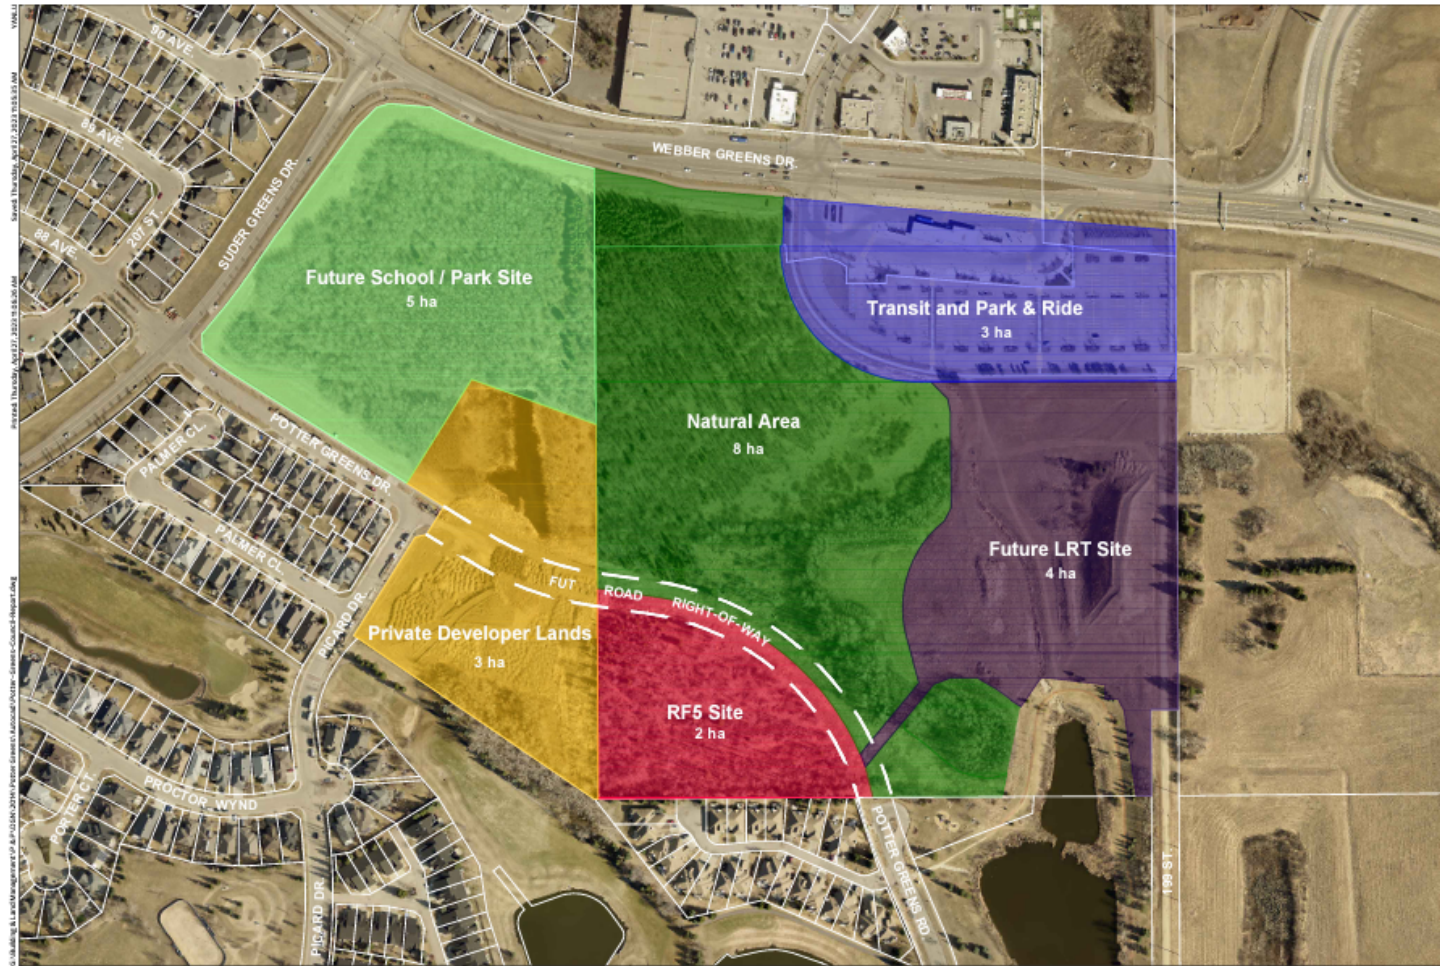 90 AVE.
89 AVE.
88 AVE.
207 ST.
SUDER GREENS DR.
WEBBER GREENS DR.
Future School / Park Site
5 ha
Transit and Park & Ride
3 ha
Natural Area
8 ha
POTTER GREENS DR.
PALMER CL.
PALMER CL.
PICARD DR.
Future LRT Site
4 ha
FUT ROAD RIGHT-OF-WAY
Private Developer Lands
3 ha
RF5 Site
2 ha
PROCTOR WYND
PORTER CT.
PICARD DR.
POTTER GREENS RD.
199 ST.